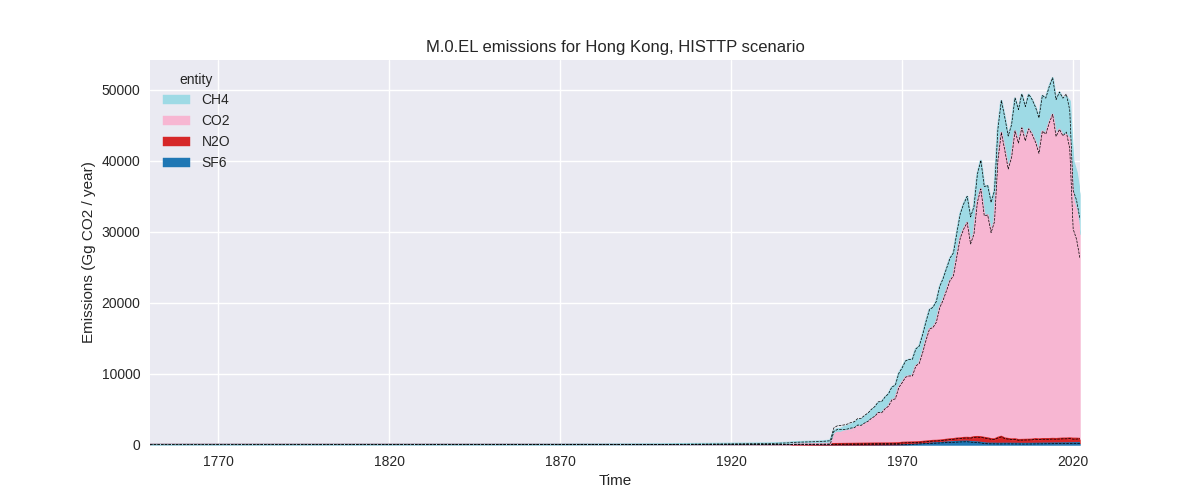 M.0.EL emissions for Hong Kong, HISTTP scenario
entity
CH4
CO2
N2O
SF6
Emissions (Gg CO2 / year)
50000
40000
30000
20000
10000
0
1770
1820
1870
1920
1970
2020
Time